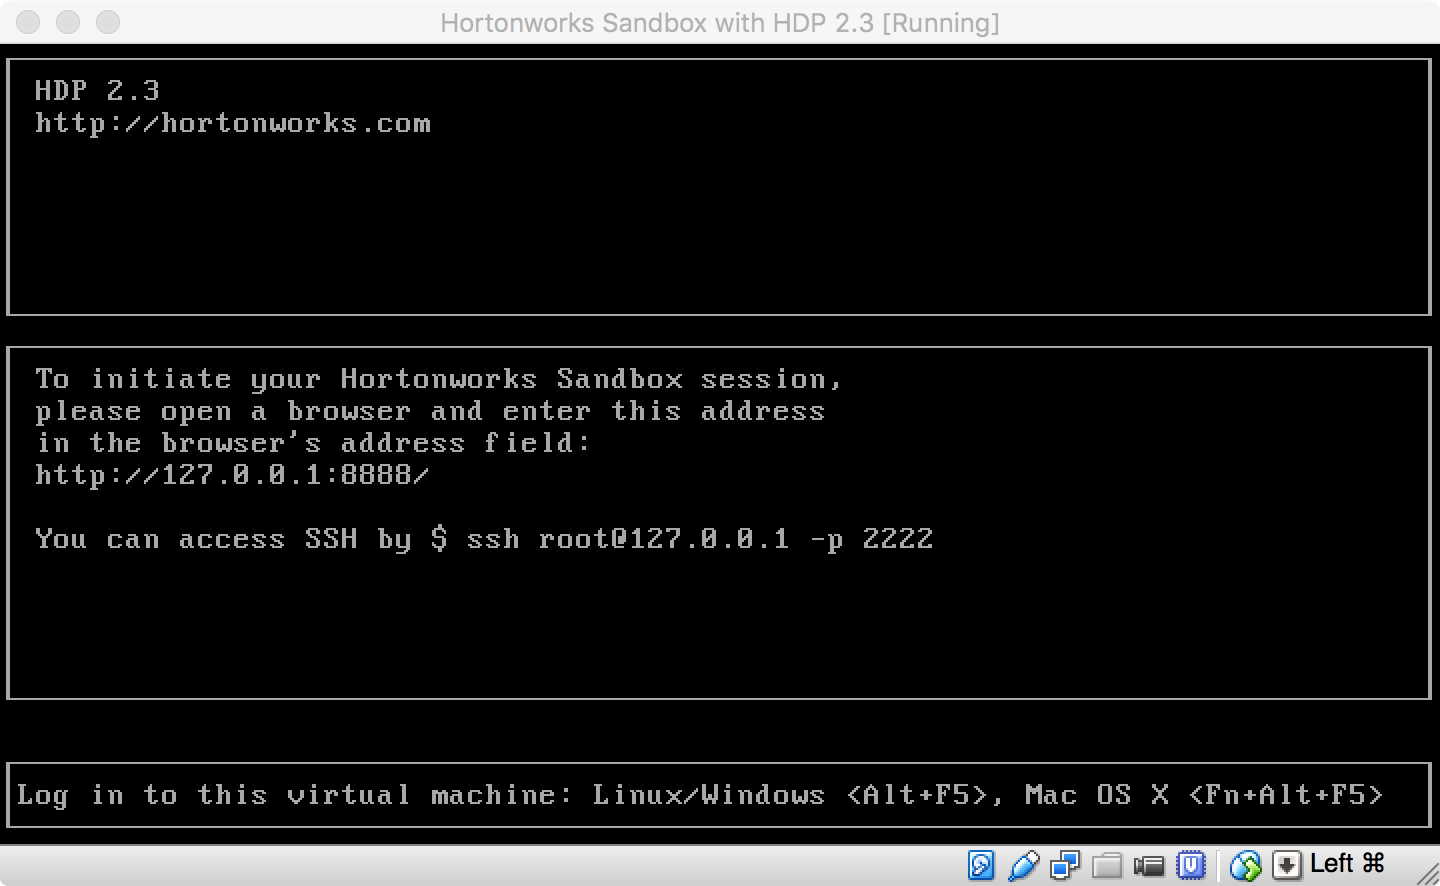 Hortonworks Sandbox with HDP 2.3 [Running]
HDP 2.3
http://hortonworks.com
To initiate your Hortonworks Sandbox session,
please open a browser and enter this address
in the browser's address field:
http://127.0.0.1:8888/
You can access SSH by $ ssh root@127.0.0.1 -p 2222
Log in to this virtual machine: Linux/Windows <Alt+F5>, Mac OS X <Fn+Alt+F5>
Left ⌘